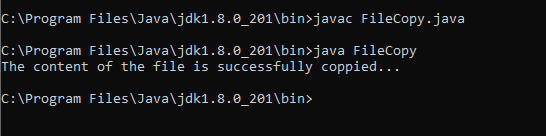 C:\Program Files\Java\jdk1.8.0_201\bin>javac FileCopy.java
C:\Program Files\Java\jdk1.8.0_201\bin>java FileCopy
The content of the file is successfully coppied...
C:\Program Files\Java\jdk1.8.0_201\bin>